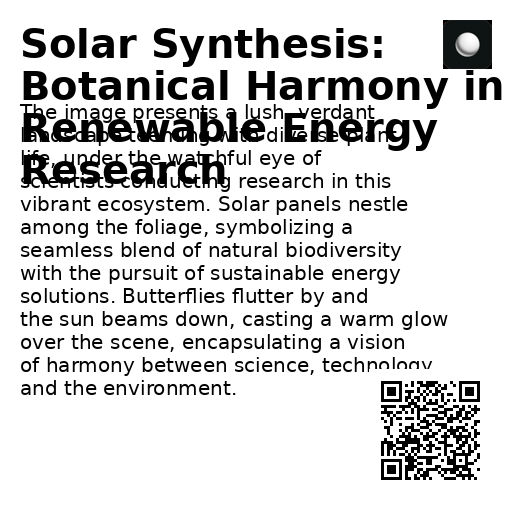 Solar Synthesis:
Botanical Harmony in
Renewable Energy
Research
The image presents a lush, verdant
landscape teeming with diverse plant
life, under the watchful eye of
scientists conducting research in this
vibrant ecosystem. Solar panels nestle
among the foliage, symbolizing a
seamless blend of natural biodiversity
with the pursuit of sustainable energy
solutions. Butterflies flutter by and
the sun beams down, casting a warm glow
over the scene, encapsulating a vision
of harmony between science, technology
and the environment.